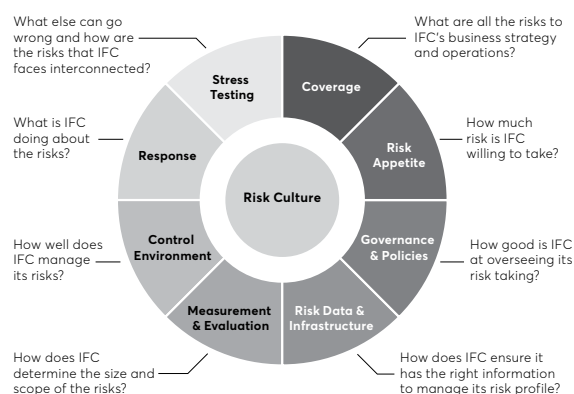 What else can go
wrong and how are
the risks that IFC
faces interconnected?
What are all the risks to
IFC's business strategy
and operations?
Stress
Testing
Coverage
What is IFC
doing about
the risks?
Response
Risk
Appetite
How much
risk is IFC
willing to take?
Risk Culture
How well does
IFC manage
its risks?
Control
Environment
Governance
& Policies
How good is IFC
at overseeing its
risk taking?
Measurement
& Evaluation
Risk Data &
Infrastructure
How does IFC
determine the size and
scope of the risks?
How does IFC ensure it
has the right information
to manage its risk profile?